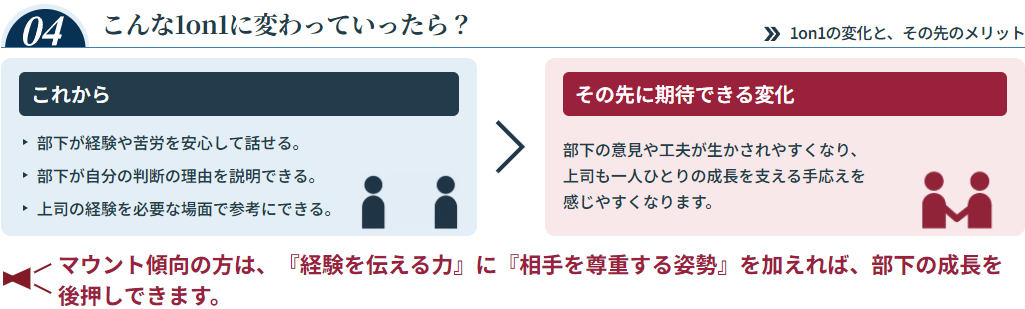 04 こんな1on1に変わっていったら？
1on1の変化と、その先のメリット
これから
部下が経験や苦労を安心して話せる。
部下が自分の判断の理由を説明できる。
上司の経験を必要な場面で参考にできる。
その先に期待できる変化
部下の意見や工夫が生かされやすくなり、
上司も一人ひとりの成長を支える手応えを
感じやすくなります。
マウント傾向の方は、『経験を伝える力』に『相手を尊重する姿勢』を加えれば、部下の成長を
後押しできます。